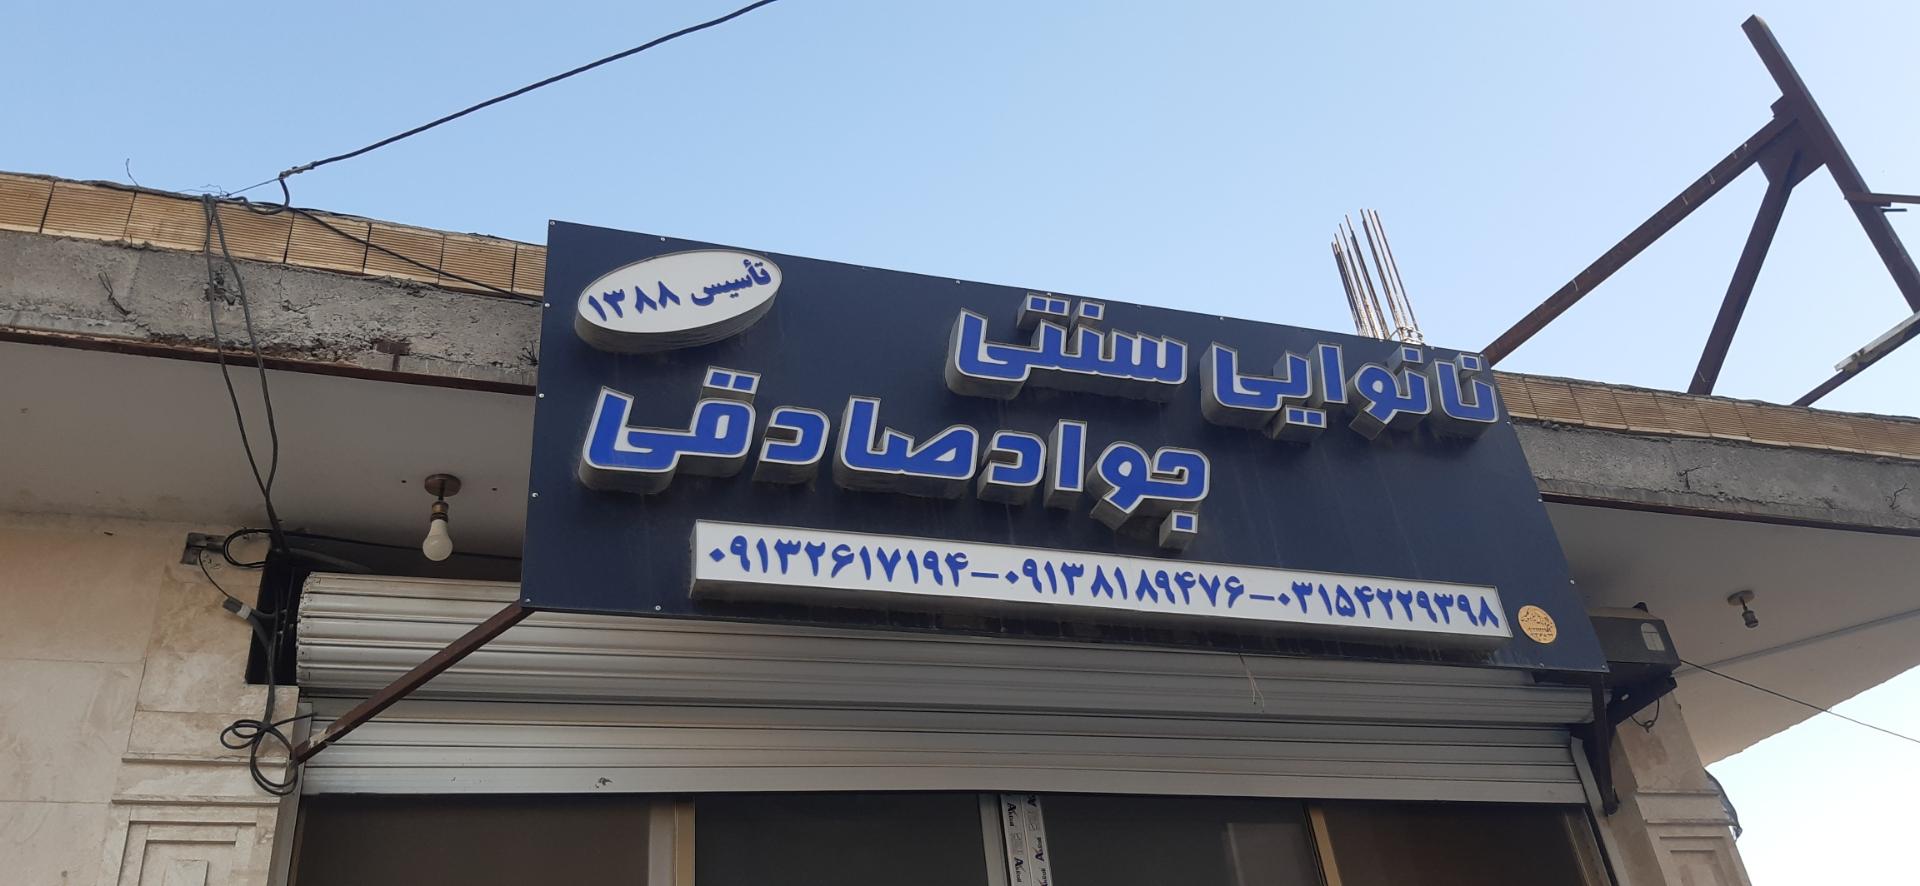 نانوایی سنتی
تأسیس ۱۳۸۸
جواد صادقی
۰۹۱۳۲۶۱۷۱۹۴-۰۹۱۳۸۱۸۹۴۷۶-۰۳۱۵۴۲۲۹۳۹۸